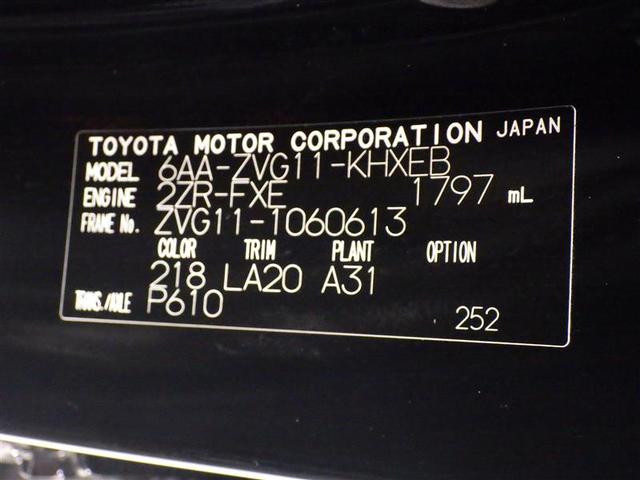 TOYOTA MOTOR CORPORATION JAPAN
MODEL 6AA-ZVG11-KHXEB
ENGINE 2ZR-FXE 1797 mL
FRAME No. ZVG11-1060613
COLOR TRIM PLANT OPTION
218 LA20 A31
TRANS./AXLE P610
252